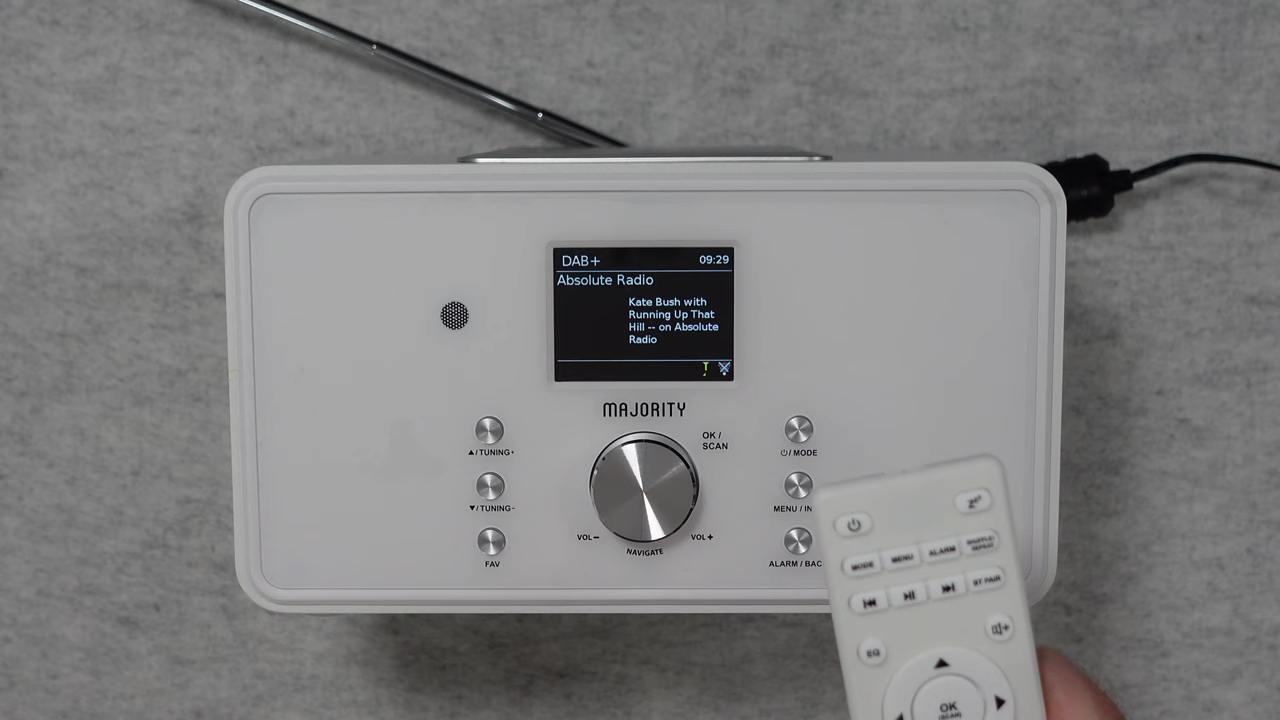 DAB+ 09:29
Absolute Radio
Kate Bush with
Running Up That
Hill -- on Absolute
Radio
MAJORITY
OK /
SCAN
▲/TUNING+
⏻/MODE
▼/TUNING-
MENU / IN
VOL−
VOL+
NAVIGATE
FAV
ALARM / BAC
Zzz
MODE MENU ALARM SHUFFLE/
REPEAT
BT PAIR
EQ
OK
(SCAN)